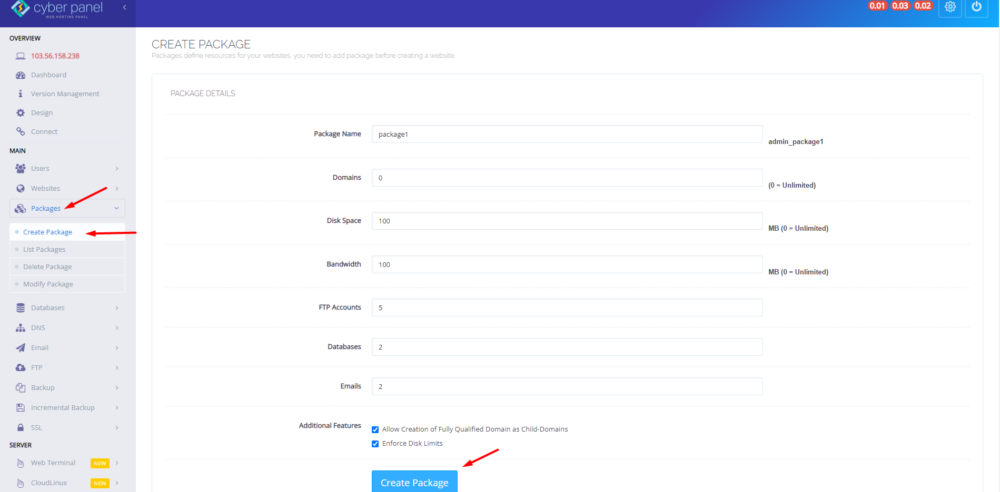 cyber panel
WEB HOSTING PANEL
0.01 0.03 0.02
OVERVIEW
103.56.158.238
Dashboard
Version Management
Design
Connect
MAIN
Users
Websites
Packages
Create Package
List Packages
Delete Package
Modify Package
Databases
DNS
Email
FTP
Backup
Incremental Backup
SSL
SERVER
Web Terminal NEW
CloudLinux NEW
CREATE PACKAGE
Packages define resources for your websites, you need to add package before creating a website.
PACKAGE DETAILS
Package Name package1 admin_package1
Domains 0 (0 = Unlimited)
Disk Space 100 MB (0 = Unlimited)
Bandwidth 100 MB (0 = Unlimited)
FTP Accounts 5
Databases 2
Emails 2
Additional Features Allow Creation of Fully Qualified Domain as Child-Domains
Enforce Disk Limits
Create Package